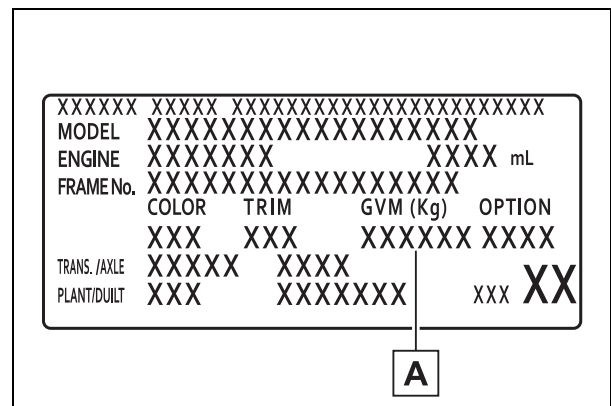 XXXXXX XXXXX XXXXXXXXXXXXXXXXXXXXXXX
MODEL XXXXXXXXXXXXXXXXXX
ENGINE XXXXXXX XXXX mL
FRAME No. XXXXXXXXXXXXXXXXX
COLOR TRIM GVM (Kg) OPTION
XXX XXX XXXXXX XXXX
TRANS. /AXLE XXXXX XXXX
PLANT/DUILT XXX XXXXXXX XXX XX
A